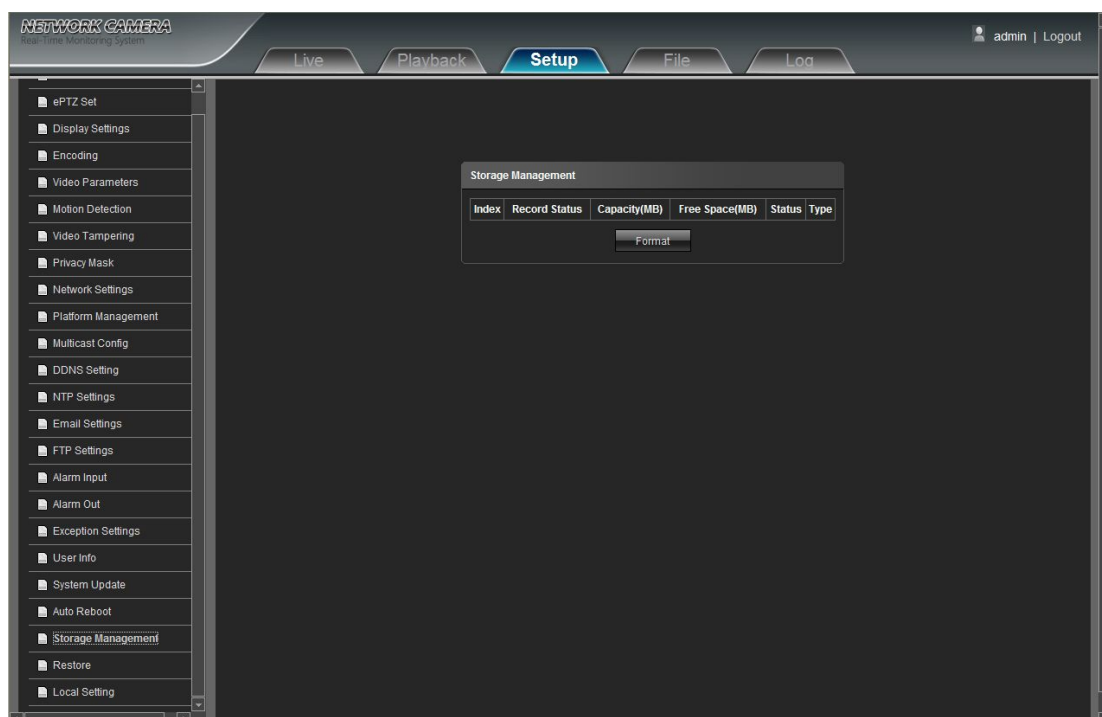 NETWORK CAMERA
Real-Time Monitoring System
admin | Logout
Live
Playback
Setup
File
Log
ePTZ Set
Display Settings
Encoding
Video Parameters
Motion Detection
Video Tampering
Privacy Mask
Network Settings
Platform Management
Multicast Config
DDNS Setting
NTP Settings
Email Settings
FTP Settings
Alarm Input
Alarm Out
Exception Settings
User Info
System Update
Auto Reboot
Storage Management
Restore
Local Setting
Storage Management
Index Record Status Capacity(MB) Free Space(MB) Status Type
Format